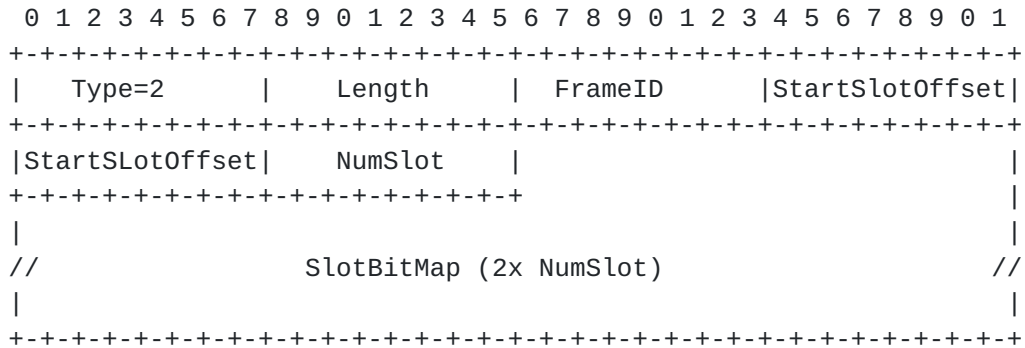 0 1 2 3 4 5 6 7 8 9 0 1 2 3 4 5 6 7 8 9 0 1 2 3 4 5 6 7 8 9 0 1
+-+-+-+-+-+-+-+-+-+-+-+-+-+-+-+-+-+-+-+-+-+-+-+-+-+-+-+-+-+-+-+-+
| Type=2 | Length | FrameID |StartSlotOffset|
+-+-+-+-+-+-+-+-+-+-+-+-+-+-+-+-+-+-+-+-+-+-+-+-+-+-+-+-+-+-+-+-+
|StartSLotOffset| NumSlot | |
+-+-+-+-+-+-+-+-+-+-+-+-+-+-+-+-+ |
| |
// SlotBitMap (2x NumSlot) //
| |
+-+-+-+-+-+-+-+-+-+-+-+-+-+-+-+-+-+-+-+-+-+-+-+-+-+-+-+-+-+-+-+-+